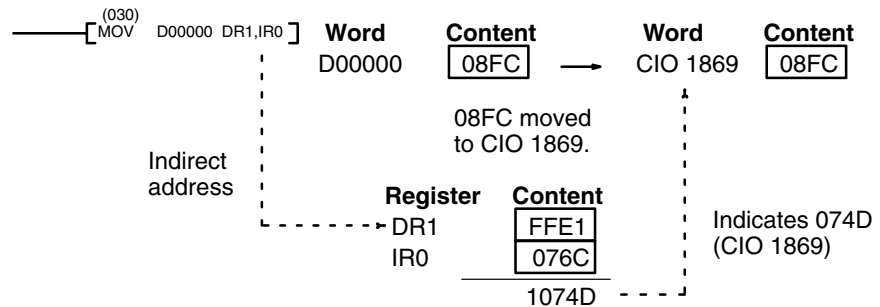 (030)
MOV D00000 DR1,IR0
Word Content Word Content
D00000 08FC CIO 1869 08FC
08FC moved
to CIO 1869.
Indirect
address
Register Content
DR1 FFE1
IR0 076C
1074D
Indicates 074D
(CIO 1869)